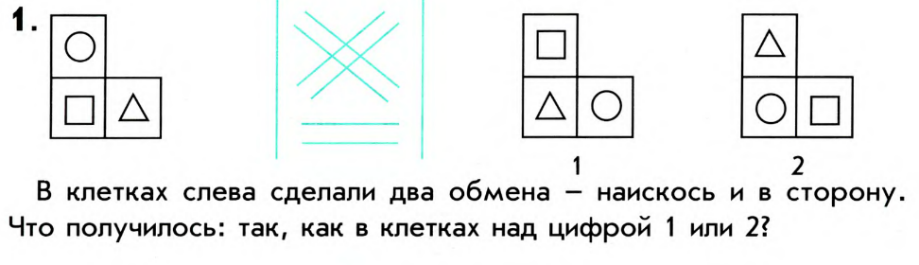 1.
1 2
В клетках слева сделали два обмена – наискось и в сторону.
Что получилось: так, как в клетках над цифрой 1 или 2?